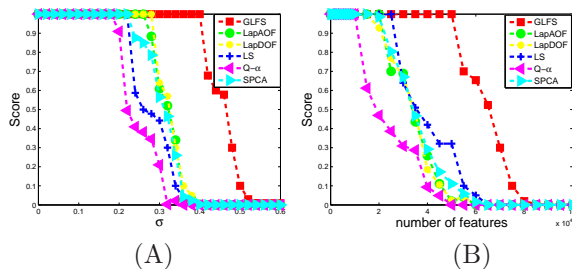 1
0.9
0.8
0.7
0.6
0.5
0.4
0.3
0.2
0.1
0
Score
0 0.1 0.2 0.3 0.4 0.5 0.6
σ
GLFS
LapAOF
LapDOF
LS
Q-α
SPCA
(A)
1
0.9
0.8
0.7
0.6
0.5
0.4
0.3
0.2
0.1
0
Score
0 2 4 6 8 10
x 10
number of features
GLFS
LapAOF
LapDOF
LS
Q-α
SPCA
(B)